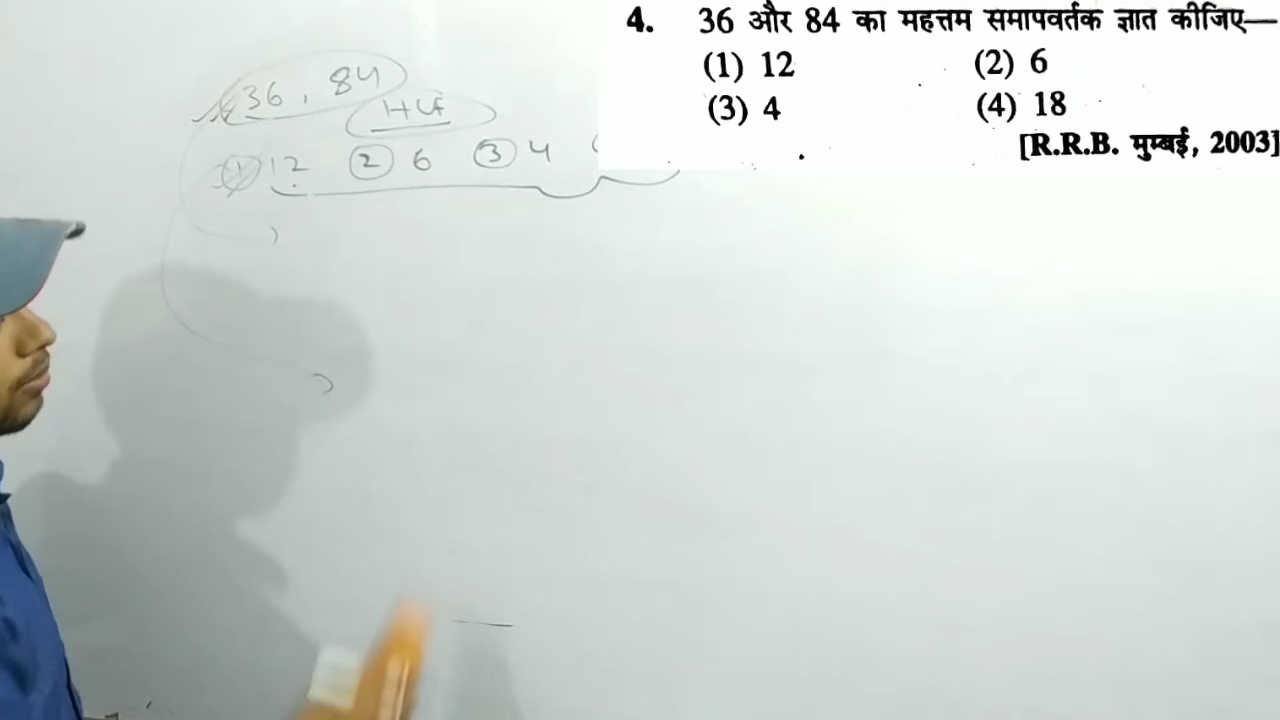 4. 36 और 84 का महत्तम समापवर्तक ज्ञात कीजिए—
(1) 12 (2) 6
(3) 4 (4) 18
[R.R.B. मुम्बई, 2003]
36, 84
HCF
① 12 ② 6 ③ 4